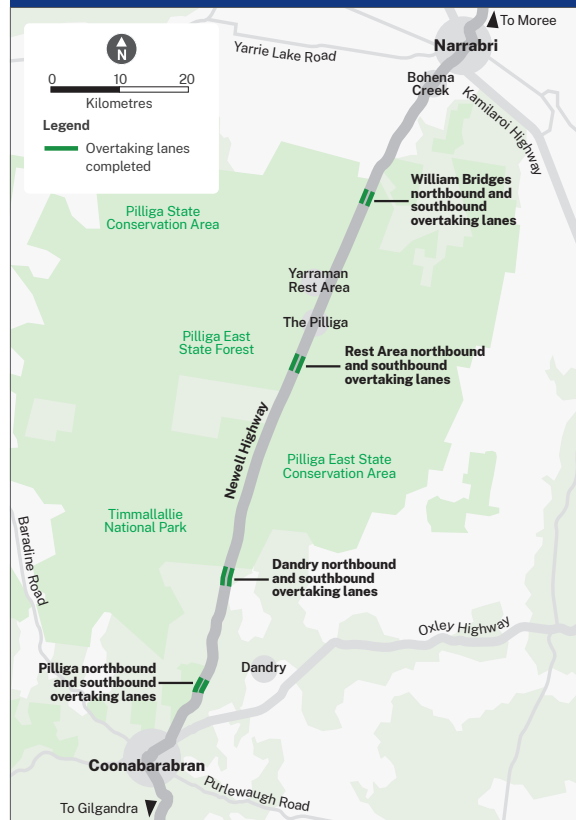 To Moree
Yarrie Lake Road
Narrabri
N
0 10 20
Kilometres
Legend
Overtaking lanes
completed
Bohena
Creek
Kamilaroi Highway
William Bridges
northbound and
southbound
overtaking lanes
Pilliga State
Conservation Area
Yarraman
Rest Area
The Pilliga
Pilliga East
State Forest
Rest Area northbound
and southbound
overtaking lanes
Newell Highway
Pilliga East State
Conservation Area
Timmallallie
National Park
Baradine Road
Dandry northbound
and southbound
overtaking lanes
Oxley Highway
Pilliga northbound
and southbound
overtaking lanes
Dandry
Coonabarabran
Purlewaugh Road
To Gilgandra